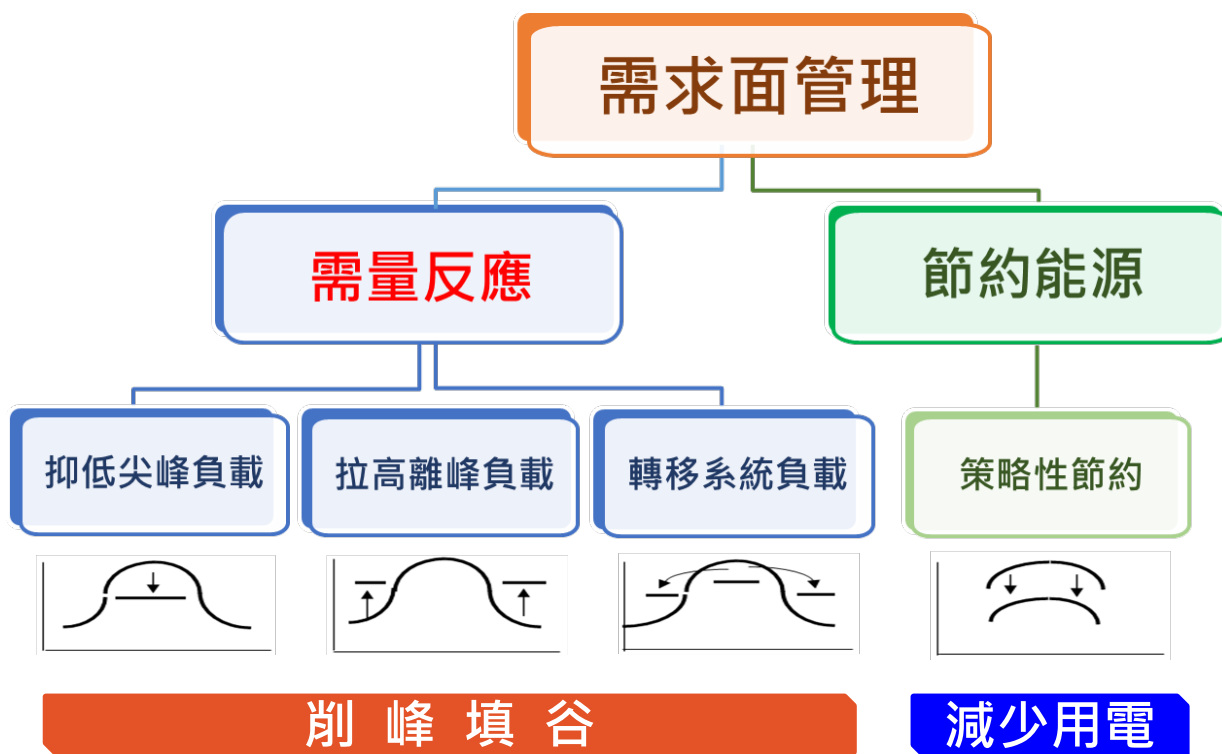 需求面管理
需量反應
節約能源
抑低尖峰負載
拉高離峰負載
轉移系統負載
策略性節約
削峰填谷
減少用電